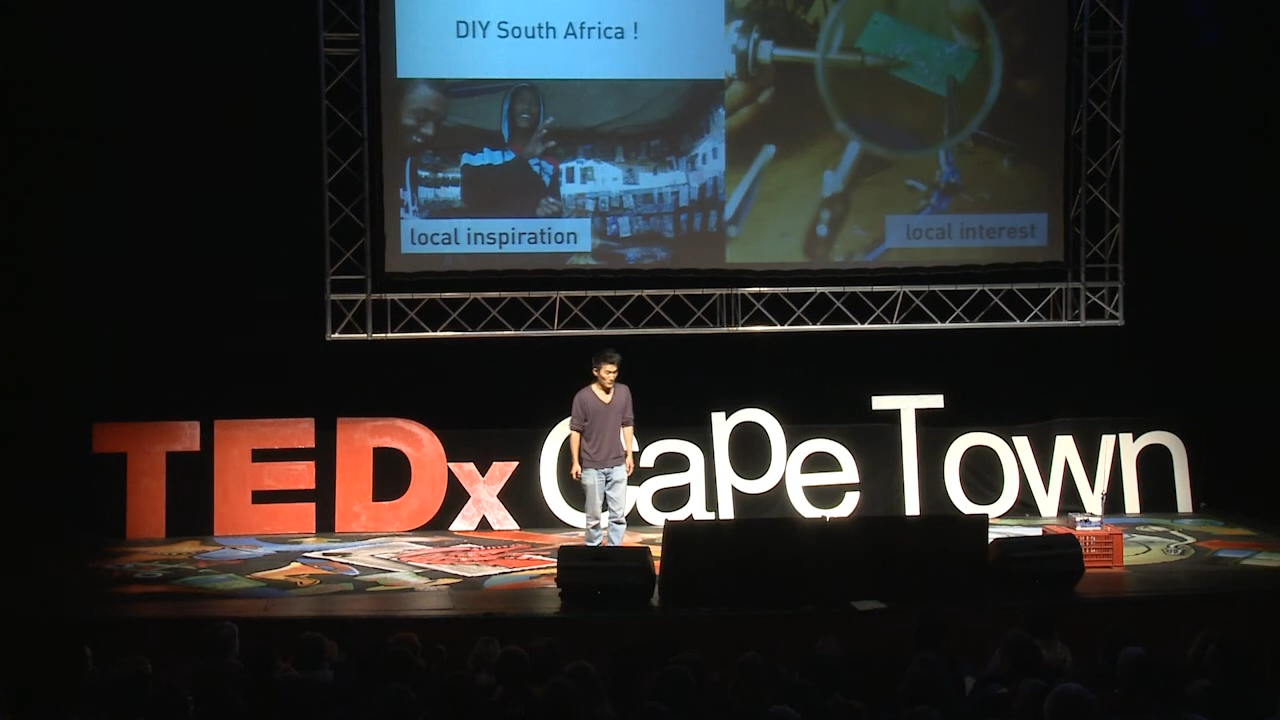 DIY South Africa !
local inspiration
local interest
TEDx Cape Town